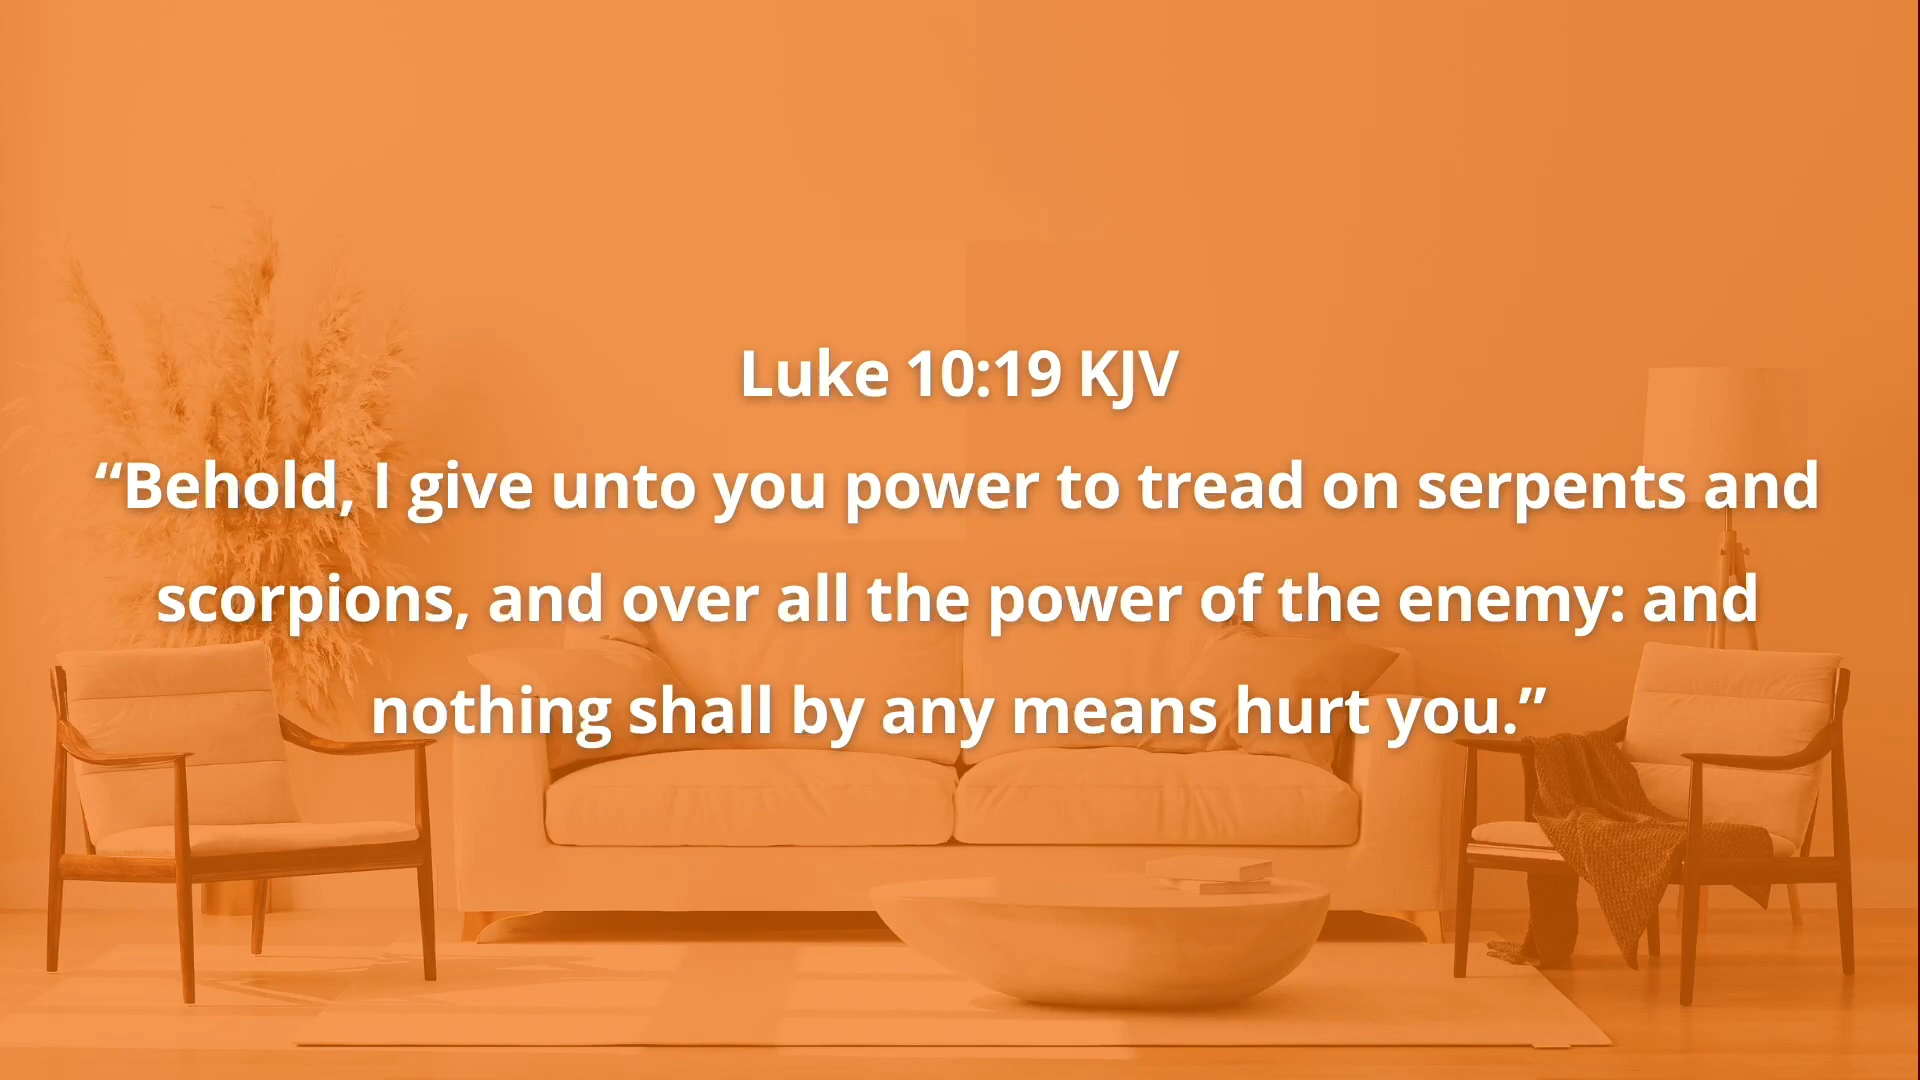 Luke 10:19 KJV
“Behold, I give unto you power to tread on serpents and
scorpions, and over all the power of the enemy: and
nothing shall by any means hurt you.”